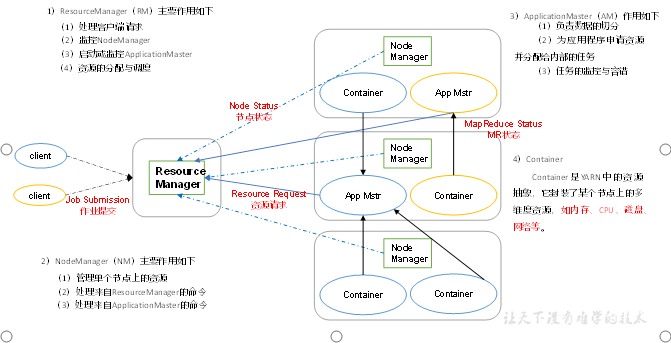 1）ResourceManager（RM）主要作用如下
（1）处理客户端请求
（2）监控NodeManager
（3）启动或监控ApplicationMaster
（4）资源的分配与调度
3）ApplicationMaster（AM）作用如下
（1）负责数据的切分
（2）为应用程序申请资源
并分配给内部的任务
（3）任务的监控与容错
Node
Manager
Container
App Mstr
Node Status
节点状态
MapReduce Status
MR状态
client
client
Job Submission
作业提交
Resource
Manager
Resource Request
资源请求
Node
Manager
App Mstr
Container
4）Container
Container 是 YARN 中的资源
抽象，它封装了某个节点上的多
维度资源，如内存、CPU、磁盘、
网络等。
2）NodeManager（NM）主要作用如下
（1）管理单个节点上的资源
（2）处理来自ResourceManager的命令
（3）处理来自ApplicationMaster的命令
Node
Manager
Container
Container
让天下没有难学的技术